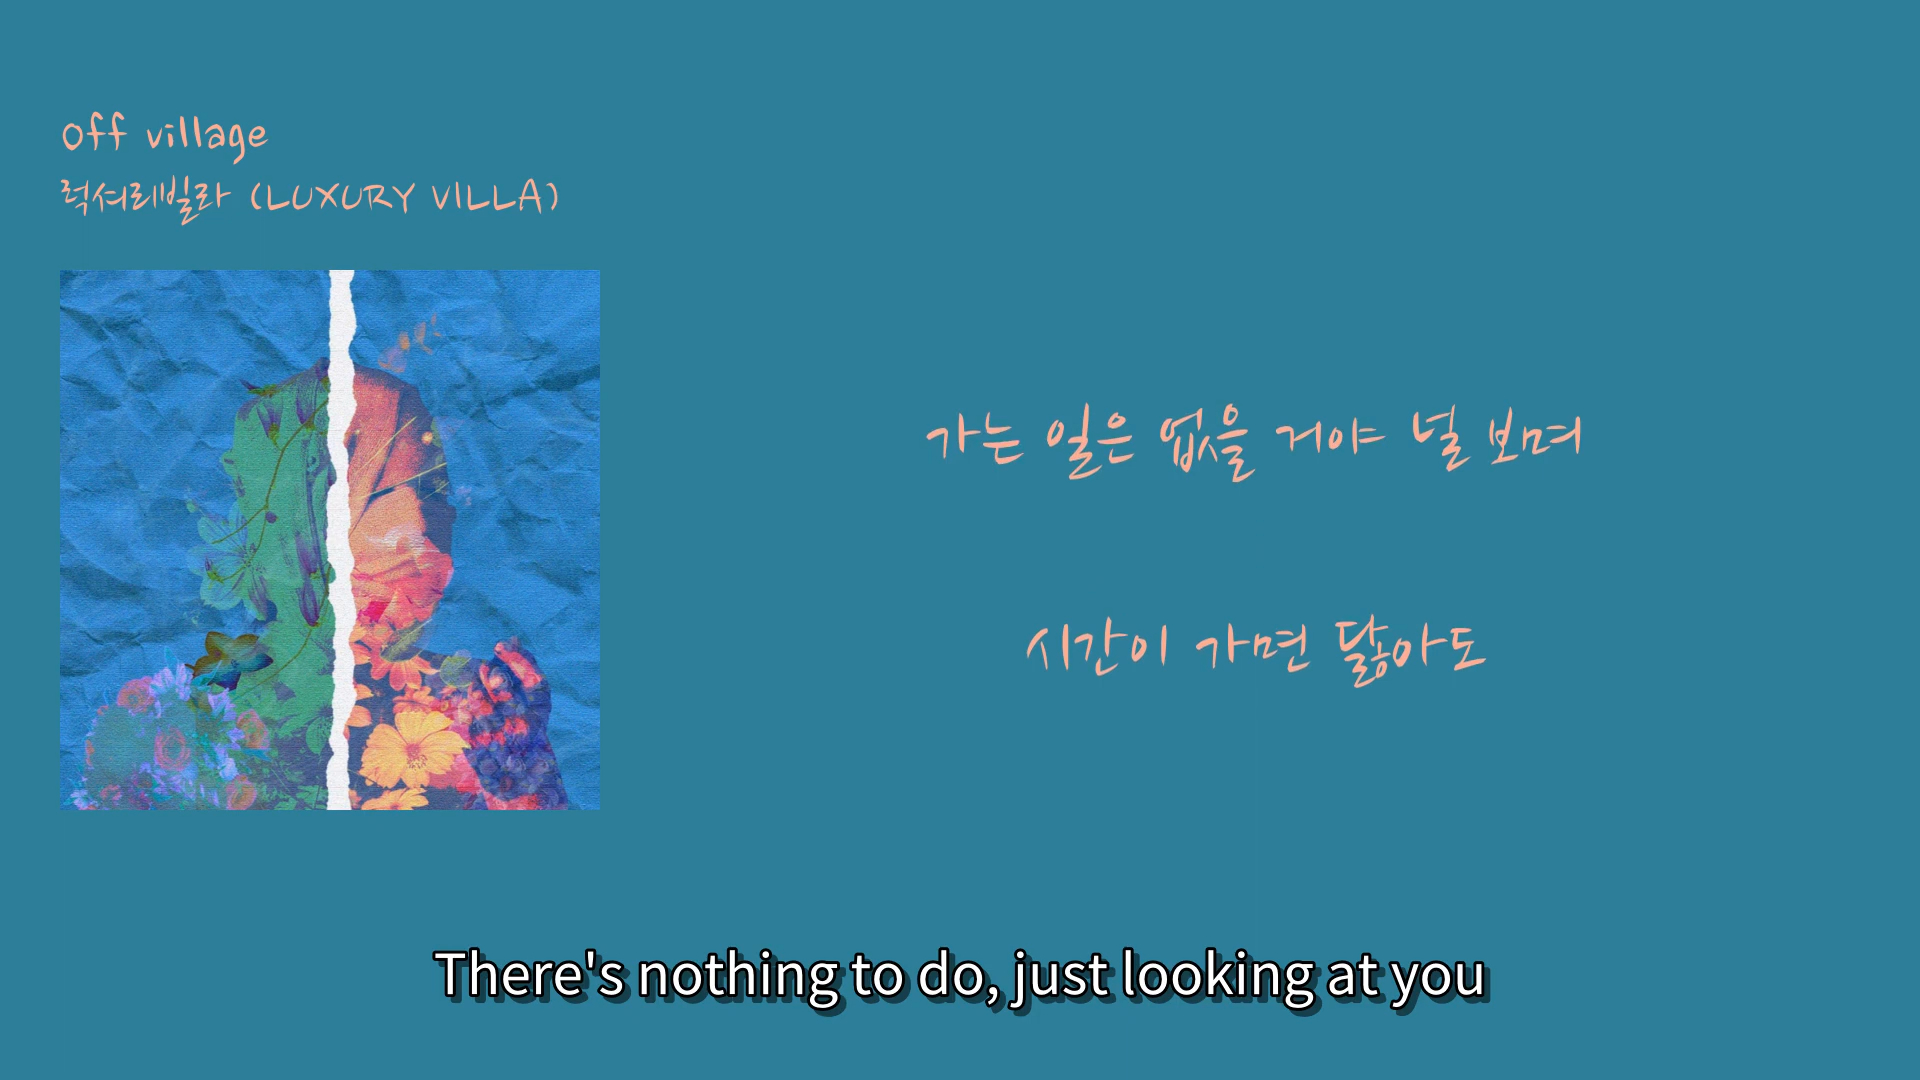 off village
럭셔리빌라 (LUXURY VILLA)
가는 일은 없을 거야 널 보며
시간이 가면 닳아도
There's nothing to do, just looking at you